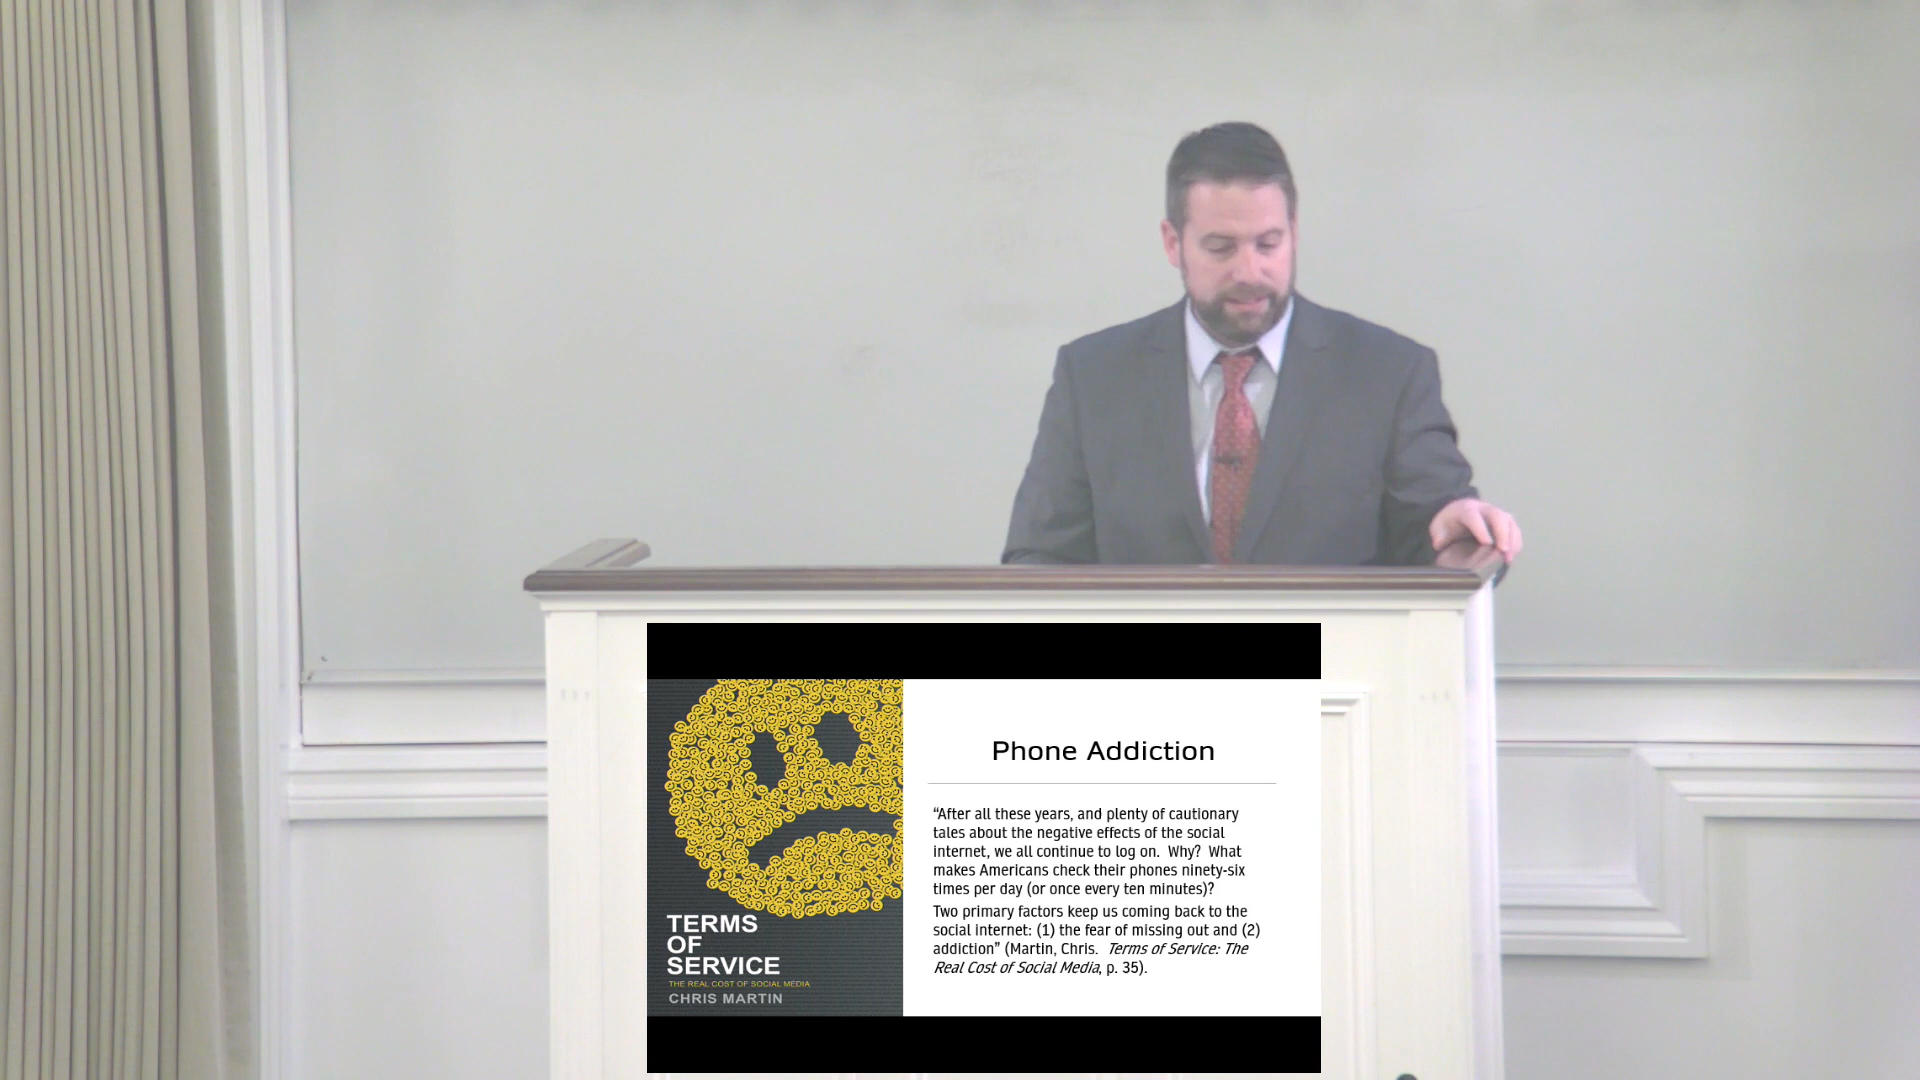 Phone Addiction
“After all these years, and plenty of cautionary
tales about the negative effects of the social
internet, we all continue to log on.  Why?  What
makes Americans check their phones ninety-six
times per day (or once every ten minutes)?
Two primary factors keep us coming back to the
social internet: (1) the fear of missing out and (2)
addiction” (Martin, Chris.  Terms of Service: The
Real Cost of Social Media, p. 35).
TERMS
OF
SERVICE
THE REAL COST OF SOCIAL MEDIA
CHRIS MARTIN